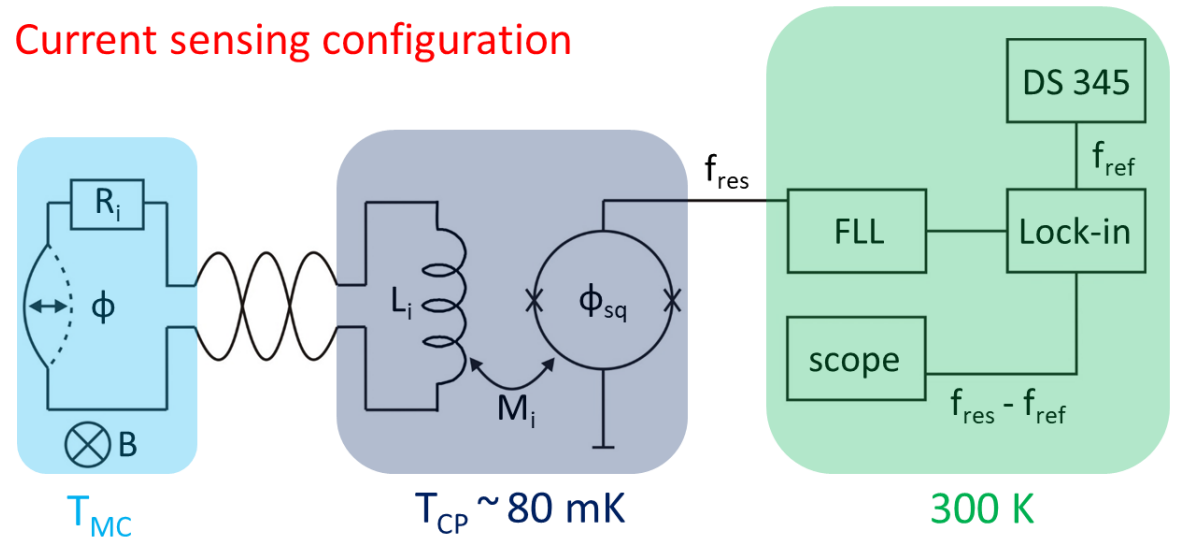 Current sensing configuration
DS 345
f_ref
f_res
R_i
FLL
Lock-in
ϕ
L_i
ϕ_sq
scope
M_i
f_res - f_ref
B
T_MC
T_CP ~ 80 mK
300 K